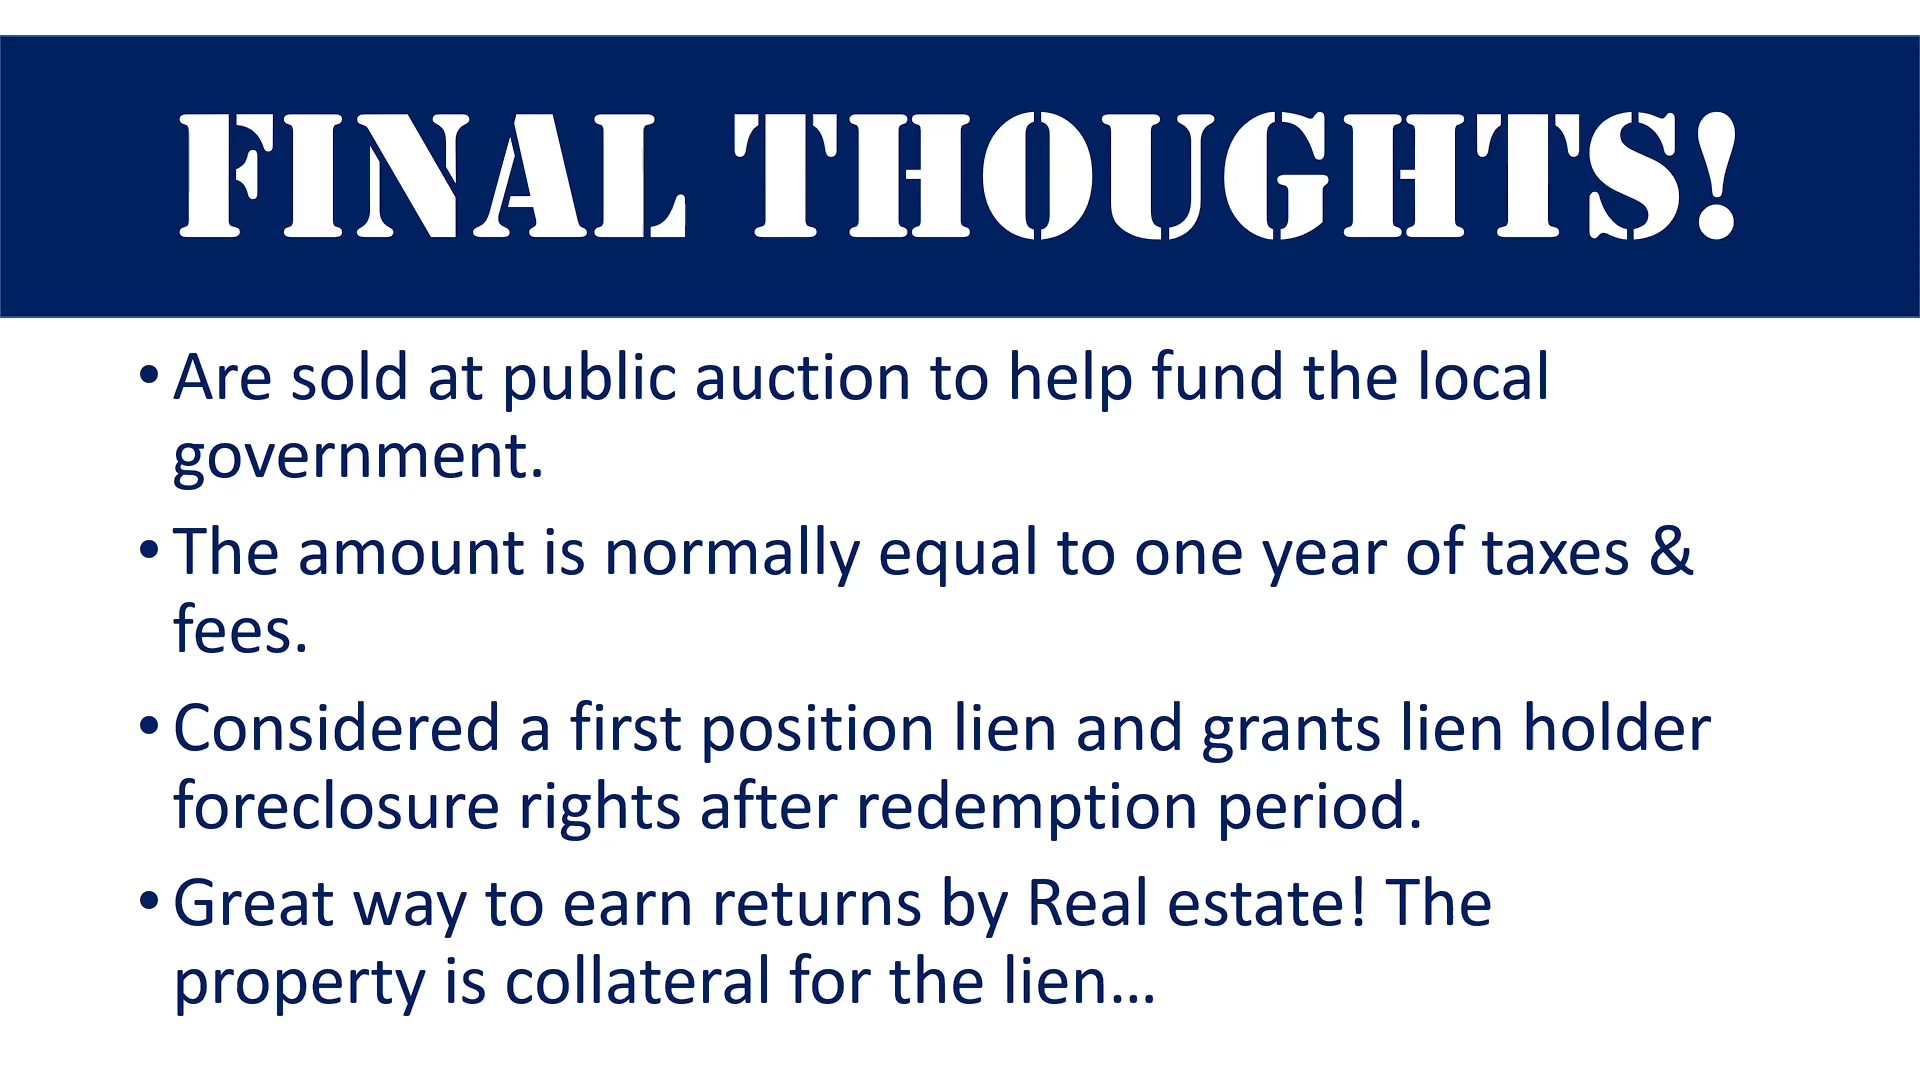 FINAL THOUGHTS!
• Are sold at public auction to help fund the local
government.
• The amount is normally equal to one year of taxes &
fees.
• Considered a first position lien and grants lien holder
foreclosure rights after redemption period.
• Great way to earn returns by Real estate! The
property is collateral for the lien...